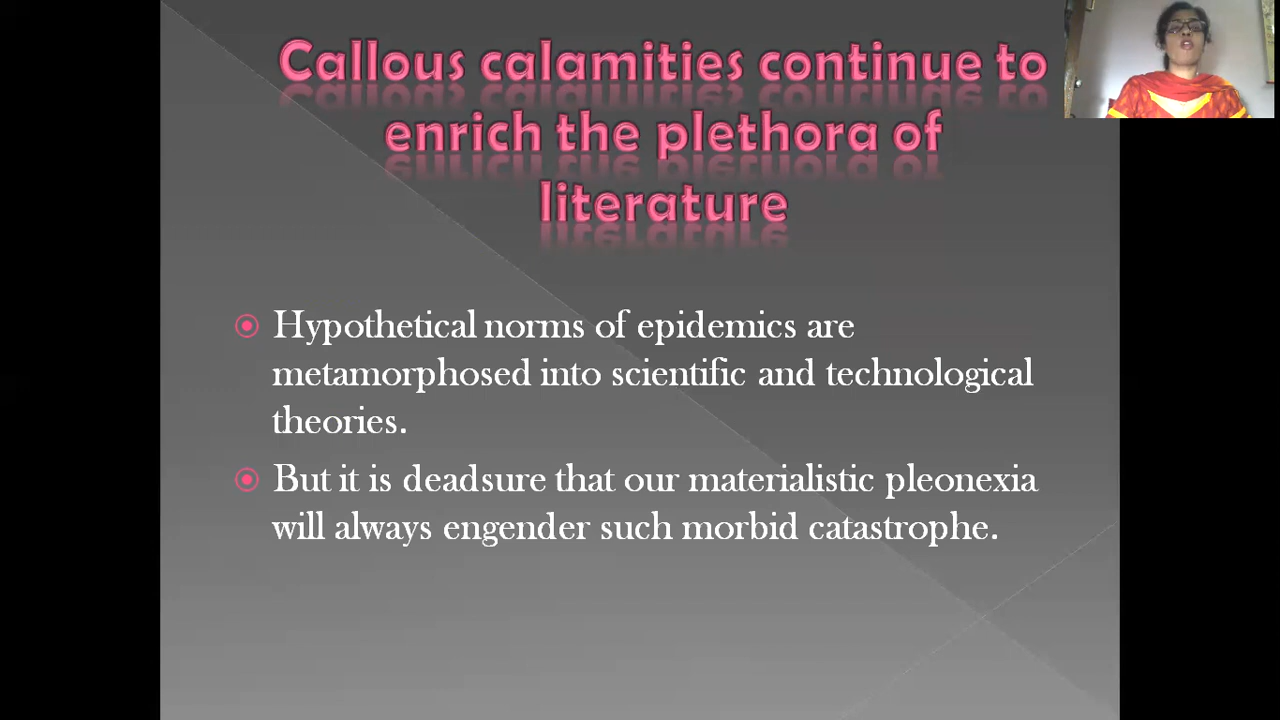 Callous calamities continue to
enrich the plethora of
literature
Hypothetical norms of epidemics are
metamorphosed into scientific and technological
theories.
But it is deadsure that our materialistic pleonexia
will always engender such morbid catastrophe.